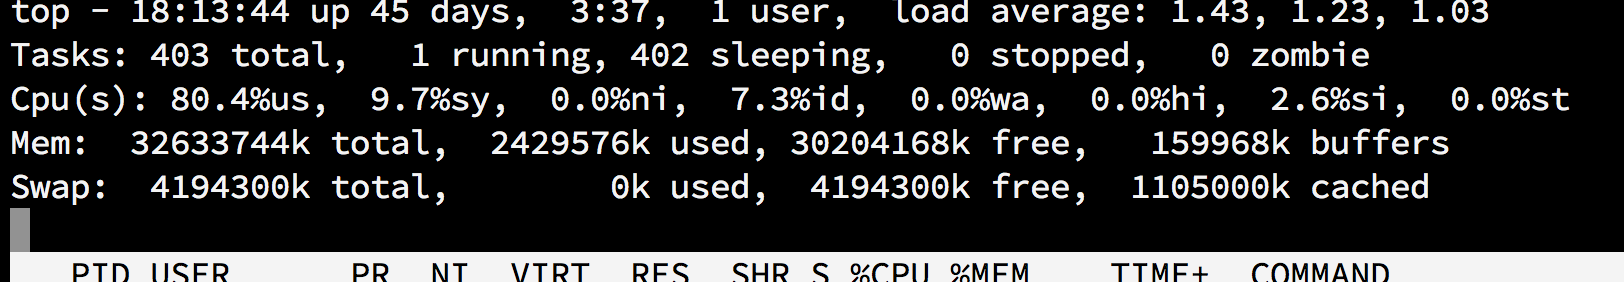 top - 18:13:44 up 45 days,  3:37,  1 user,  load average: 1.43, 1.23, 1.03
Tasks: 403 total,   1 running, 402 sleeping,   0 stopped,   0 zombie
Cpu(s): 80.4%us,  9.7%sy,  0.0%ni,  7.3%id,  0.0%wa,  0.0%hi,  2.6%si,  0.0%st
Mem:  32633744k total,  2429576k used, 30204168k free,   159968k buffers
Swap:  4194300k total,        0k used,  4194300k free,  1105000k cached
PID USER      PR  NI  VIRT  RES  SHR S %CPU %MEM    TIME+  COMMAND